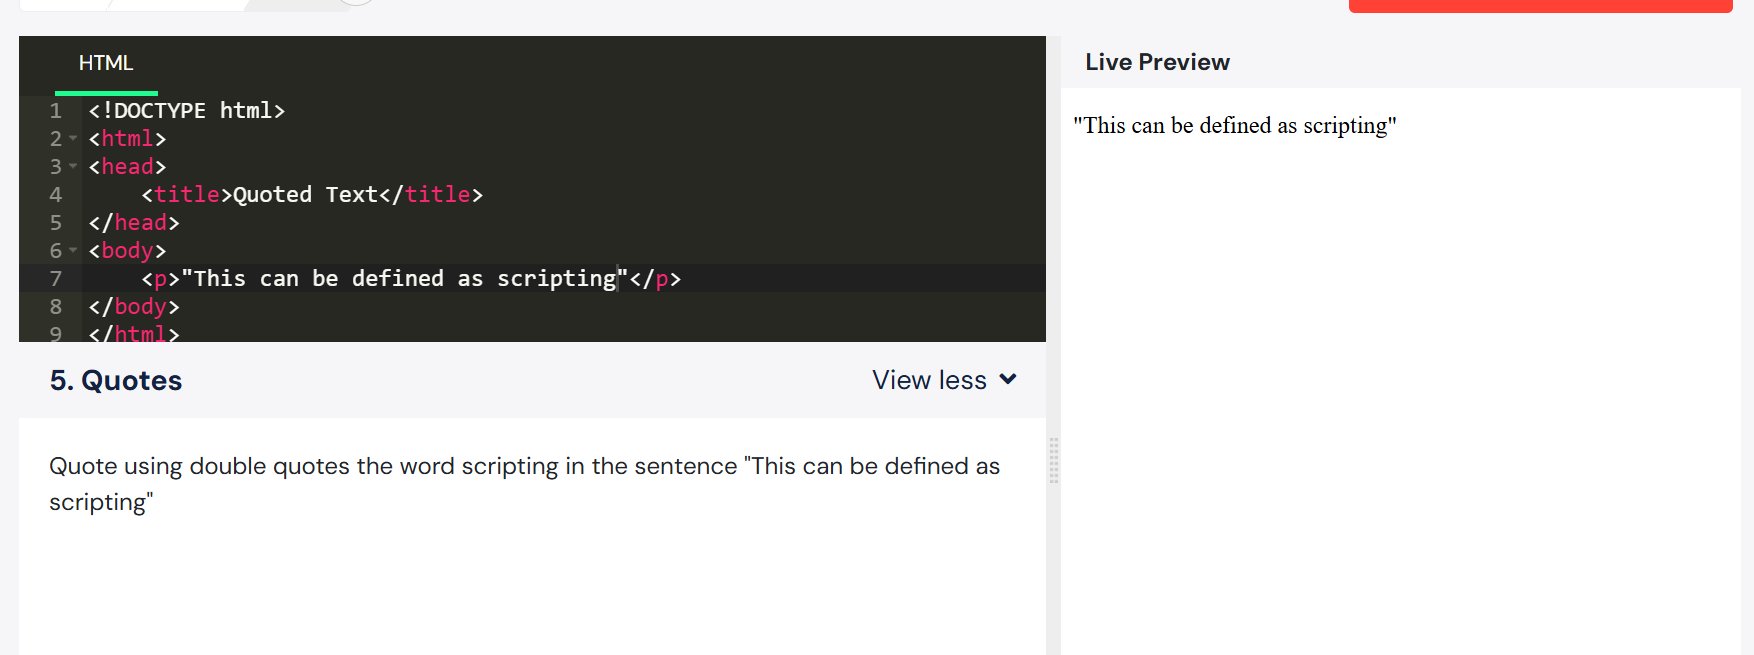 HTML
1 <!DOCTYPE html>
2 <html>
3 <head>
4     <title>Quoted Text</title>
5 </head>
6 <body>
7     <p>"This can be defined as scripting"</p>
8 </body>
9 </html>
5. Quotes
View less
Quote using double quotes the word scripting in the sentence "This can be defined as
scripting"
Live Preview
"This can be defined as scripting"